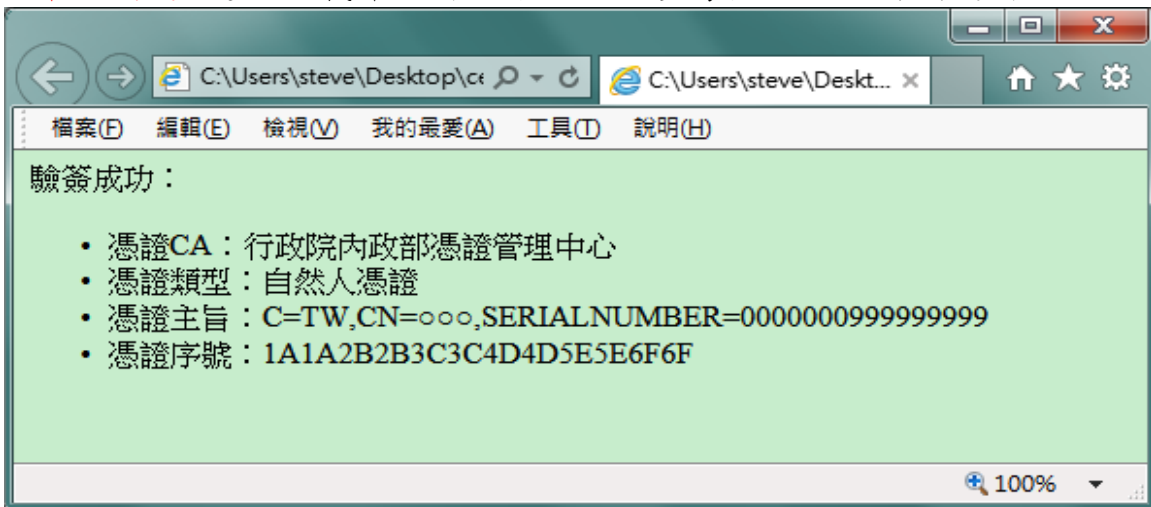 C:\Users\steve\Desktop\ce
C:\Users\steve\Deskt...
檔案(F) 編輯(E) 檢視(V) 我的最愛(A) 工具(T) 說明(H)
驗簽成功：
• 憑證CA：行政院內政部憑證管理中心
• 憑證類型：自然人憑證
• 憑證主旨：C=TW,CN=○○○,SERIALNUMBER=0000000999999999
• 憑證序號：1A1A2B2B3C3C4D4D5E5E6F6F
100%